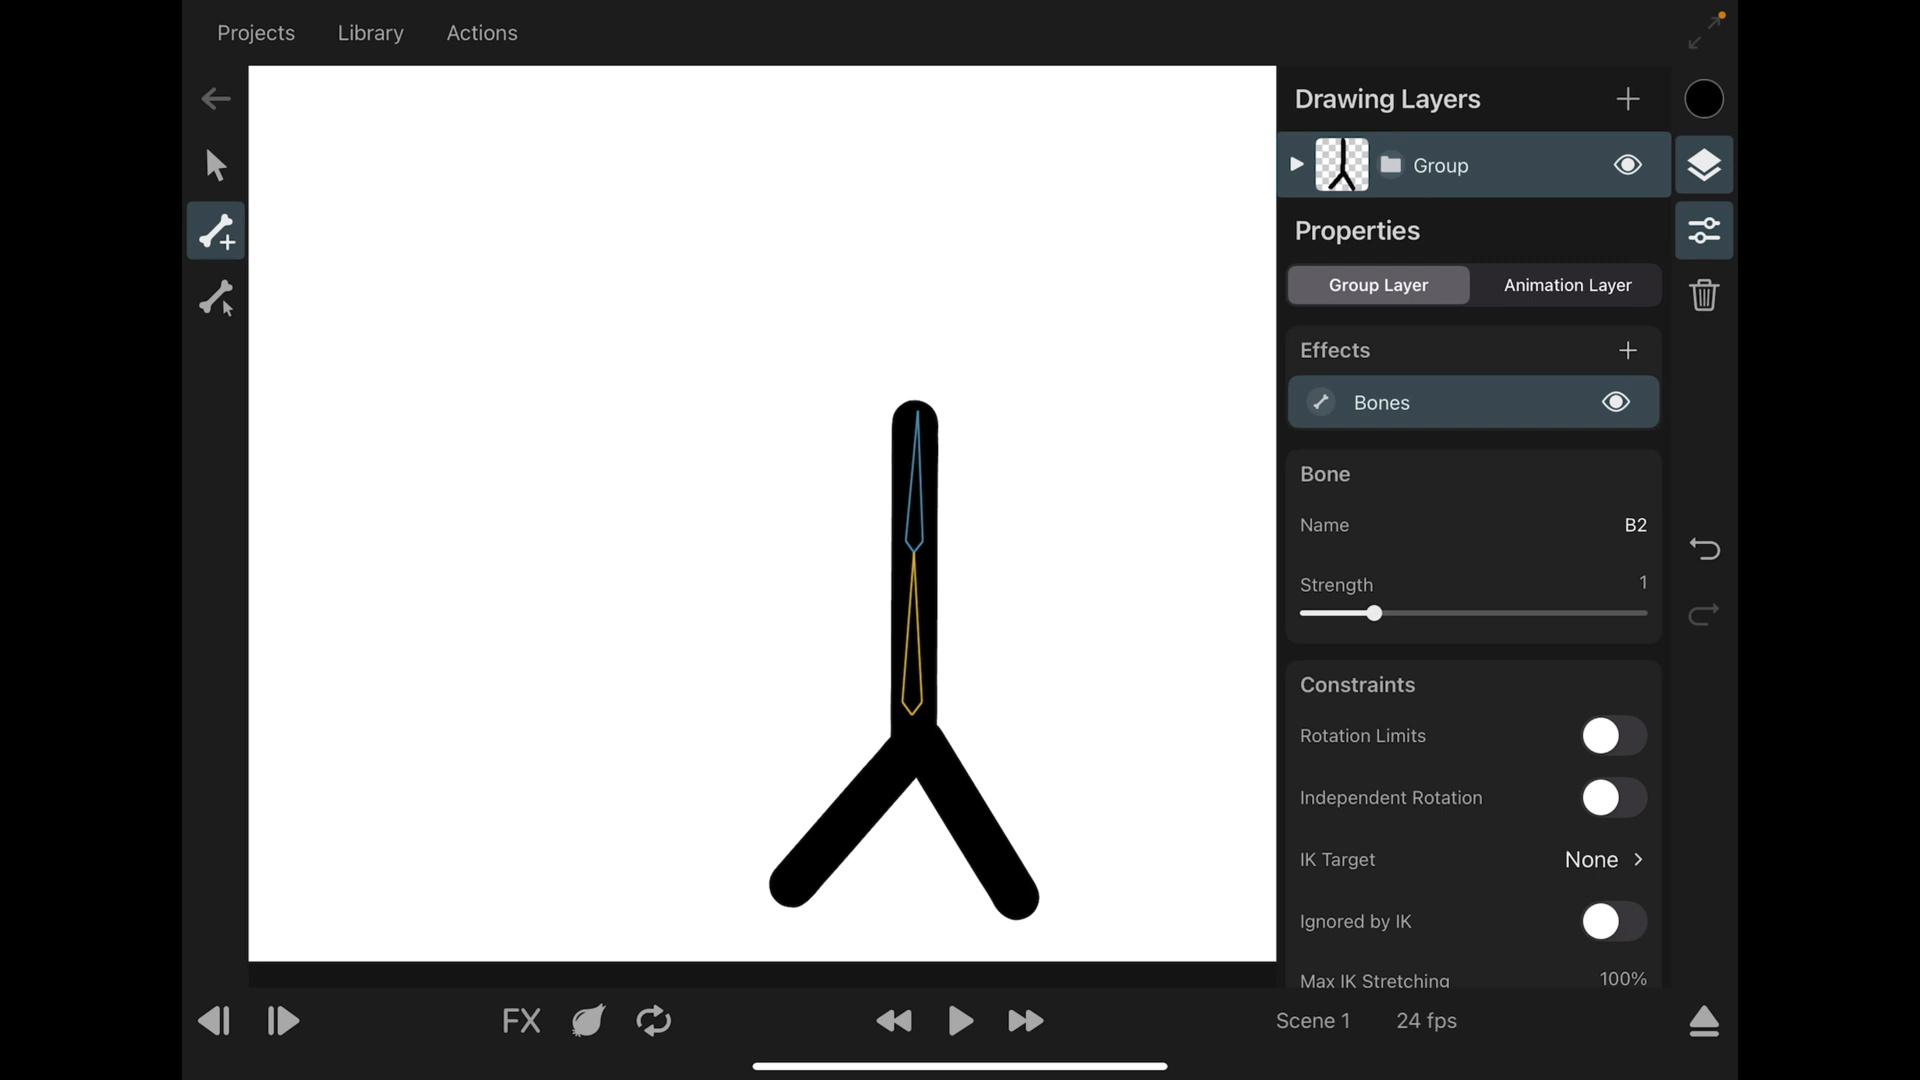 Projects Library Actions
Drawing Layers
Group
Properties
Group Layer Animation Layer
Effects
Bones
Bone
Name B2
Strength 1
Constraints
Rotation Limits
Independent Rotation
IK Target None
Ignored by IK
Max IK Stretching 100%
FX Scene 1 24 fps